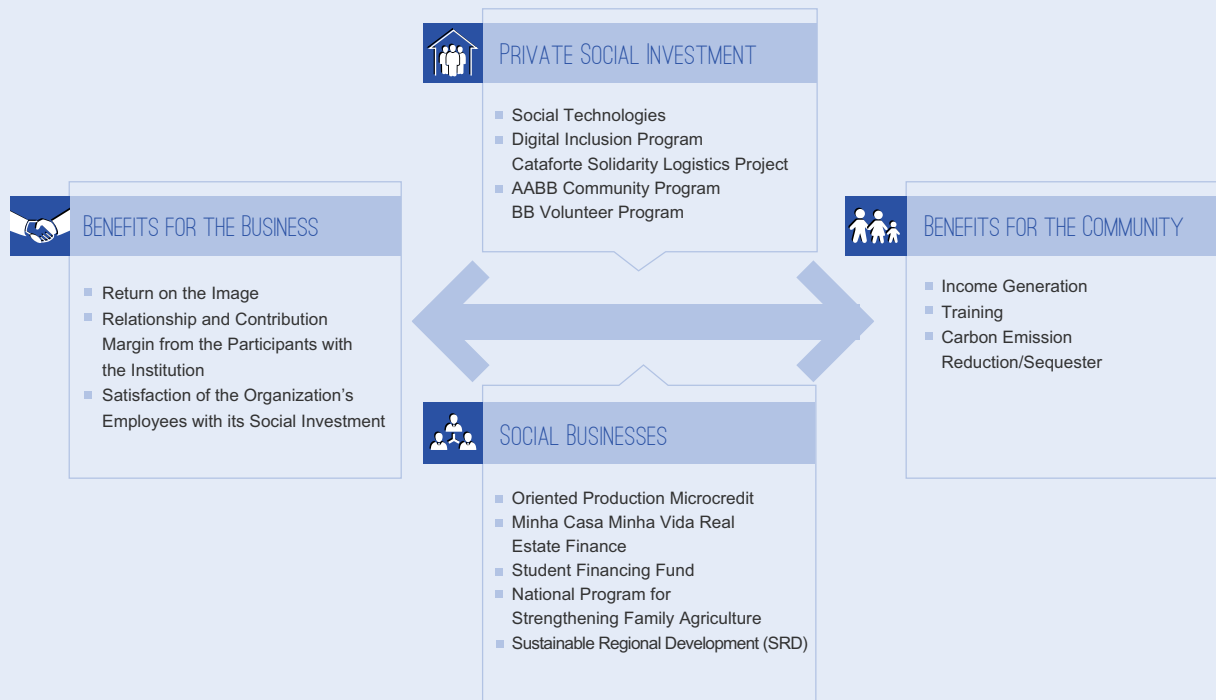 PRIVATE SOCIAL INVESTMENT
Social Technologies
Digital Inclusion Program
Cataforte Solidarity Logistics Project
AABB Community Program
BB Volunteer Program
BENEFITS FOR THE BUSINESS
Return on the Image
Relationship and Contribution
Margin from the Participants with
the Institution
Satisfaction of the Organization’s
Employees with its Social Investment
BENEFITS FOR THE COMMUNITY
Income Generation
Training
Carbon Emission
Reduction/Sequester
SOCIAL BUSINESSES
Oriented Production Microcredit
Minha Casa Minha Vida Real
Estate Finance
Student Financing Fund
National Program for
Strengthening Family Agriculture
Sustainable Regional Development (SRD)